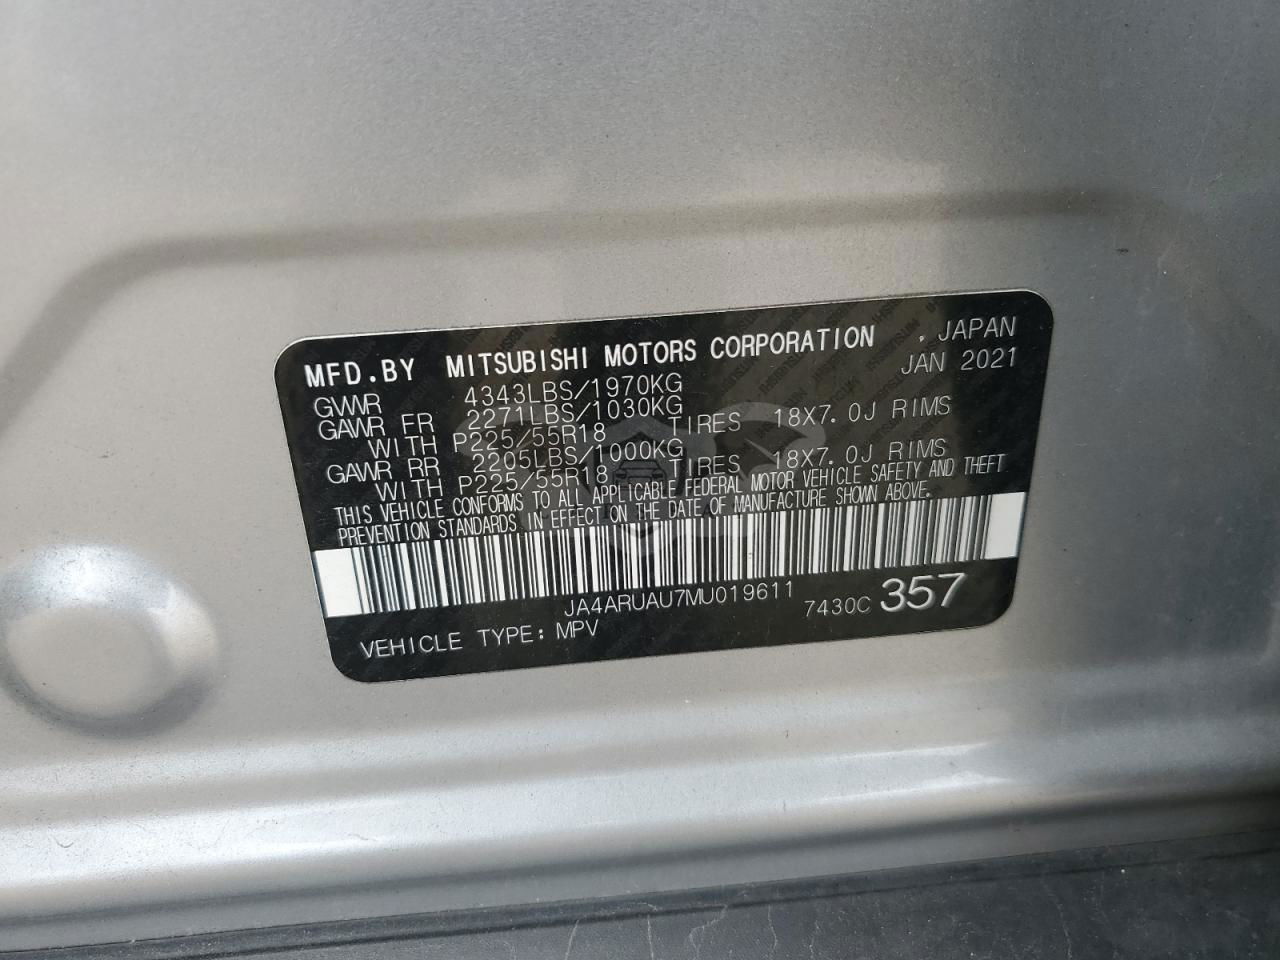 MFD.BY MITSUBISHI MOTORS CORPORATION , JAPAN
JAN 2021
GVWR 4343LBS/1970KG
GAWR FR 2271LBS/1030KG
WITH P225/55R18 TIRES 18X7.0J RIMS
GAWR RR 2205LBS/1000KG
WITH P225/55R18 TIRES 18X7.0J RIMS
THIS VEHICLE CONFORMS TO ALL APPLICABLE FEDERAL MOTOR VEHICLE SAFETY AND THEFT
PREVENTION STANDARDS IN EFFECT ON THE DATE OF MANUFACTURE SHOWN ABOVE.
JA4ARUAU7MU019611
7430C 357
VEHICLE TYPE: MPV